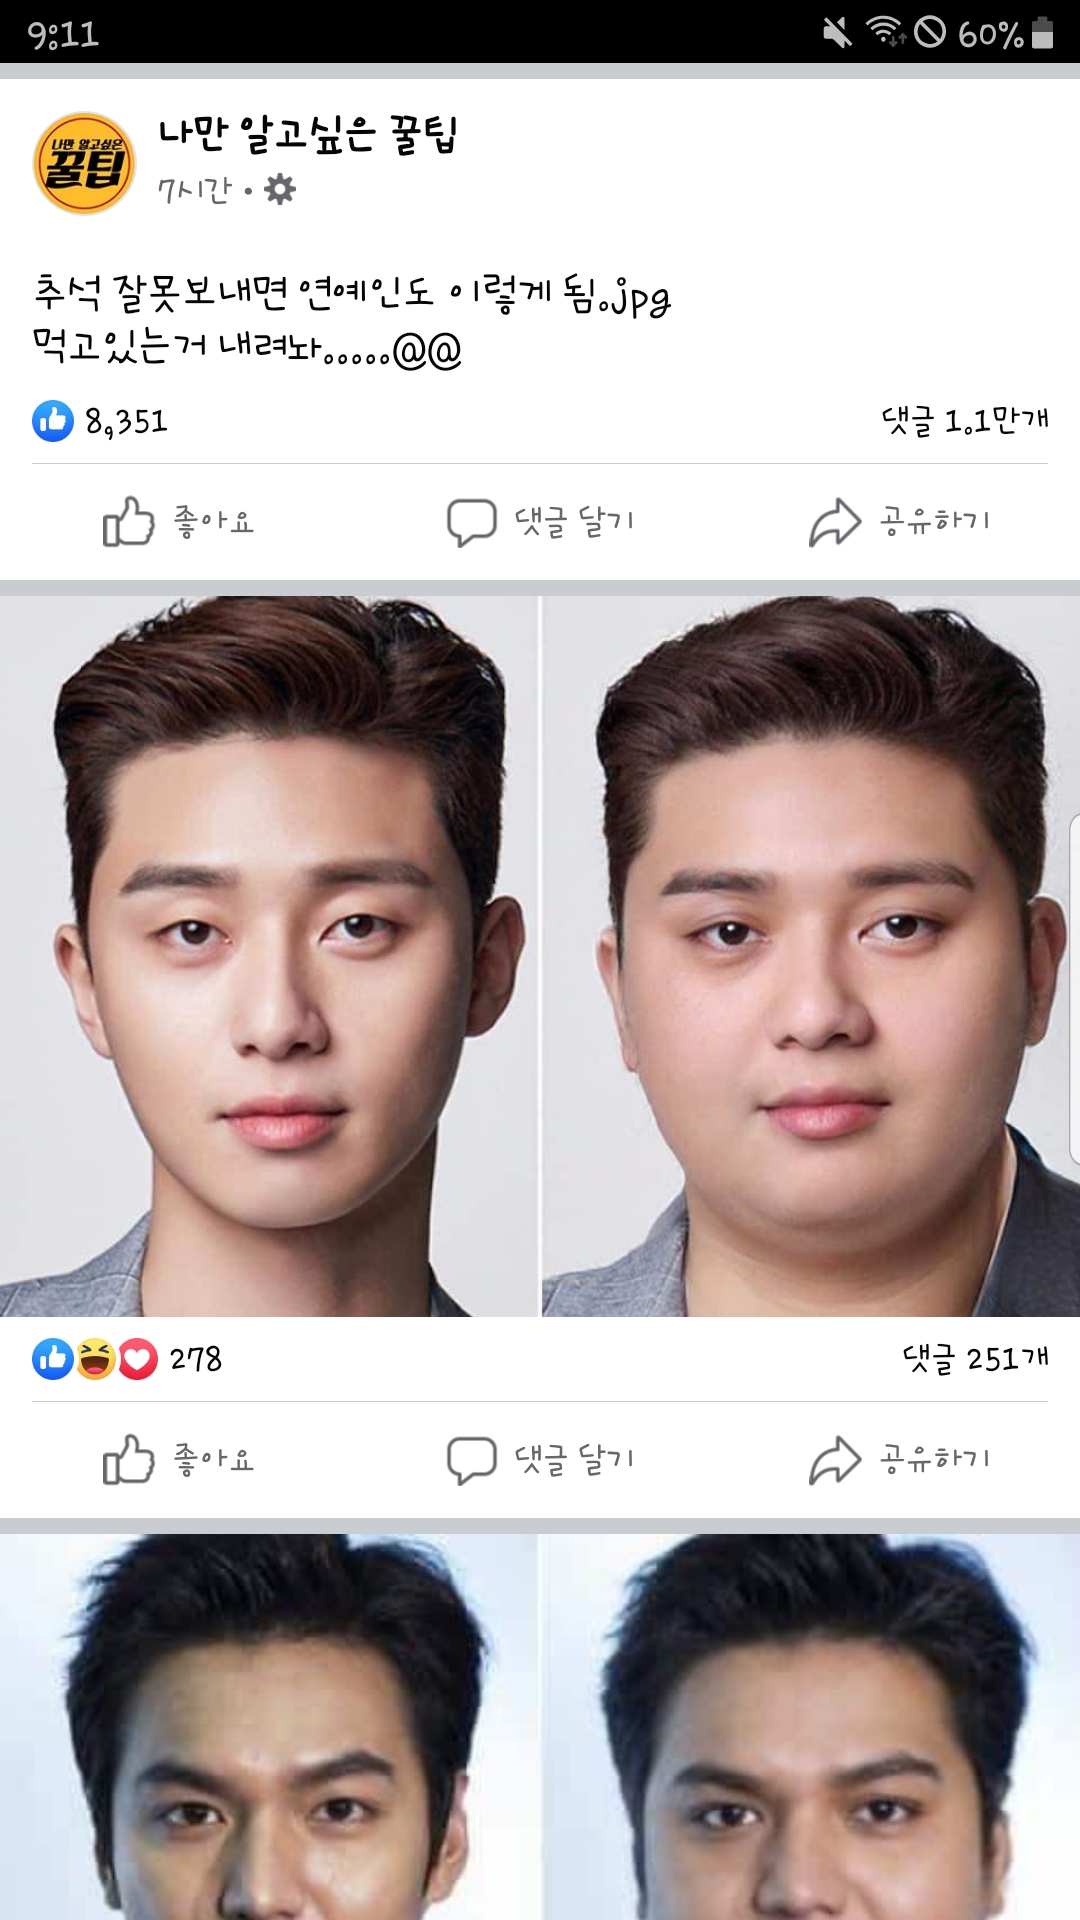 9:11
60%
나만 알고싶은
꿀팁
나만 알고싶은 꿀팁
7시간 •
추석 잘못보내면 연예인도 이렇게 됨.jpg
먹고있는거 내려놔.....@@
8,351 댓글 1.1만개
좋아요 댓글 달기 공유하기
278 댓글 251개
좋아요 댓글 달기 공유하기